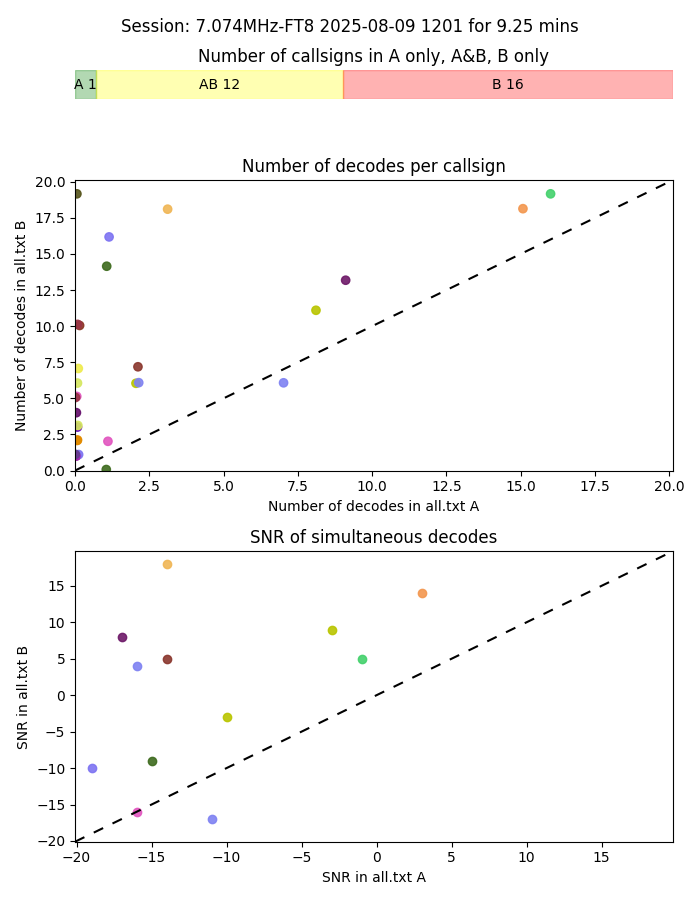 Session: 7.074MHz-FT8 2025-08-09 1201 for 9.25 mins
Number of callsigns in A only, A&B, B only
A 1 AB 12 B 16
Number of decodes per callsign
20.0
17.5
15.0
12.5
10.0
7.5
5.0
2.5
0.0
Number of decodes in all.txt B
0.0 2.5 5.0 7.5 10.0 12.5 15.0 17.5 20.0
Number of decodes in all.txt A
SNR of simultaneous decodes
15
10
5
0
−5
−10
−15
−20
SNR in all.txt B
−20 −15 −10 −5 0 5 10 15
SNR in all.txt A